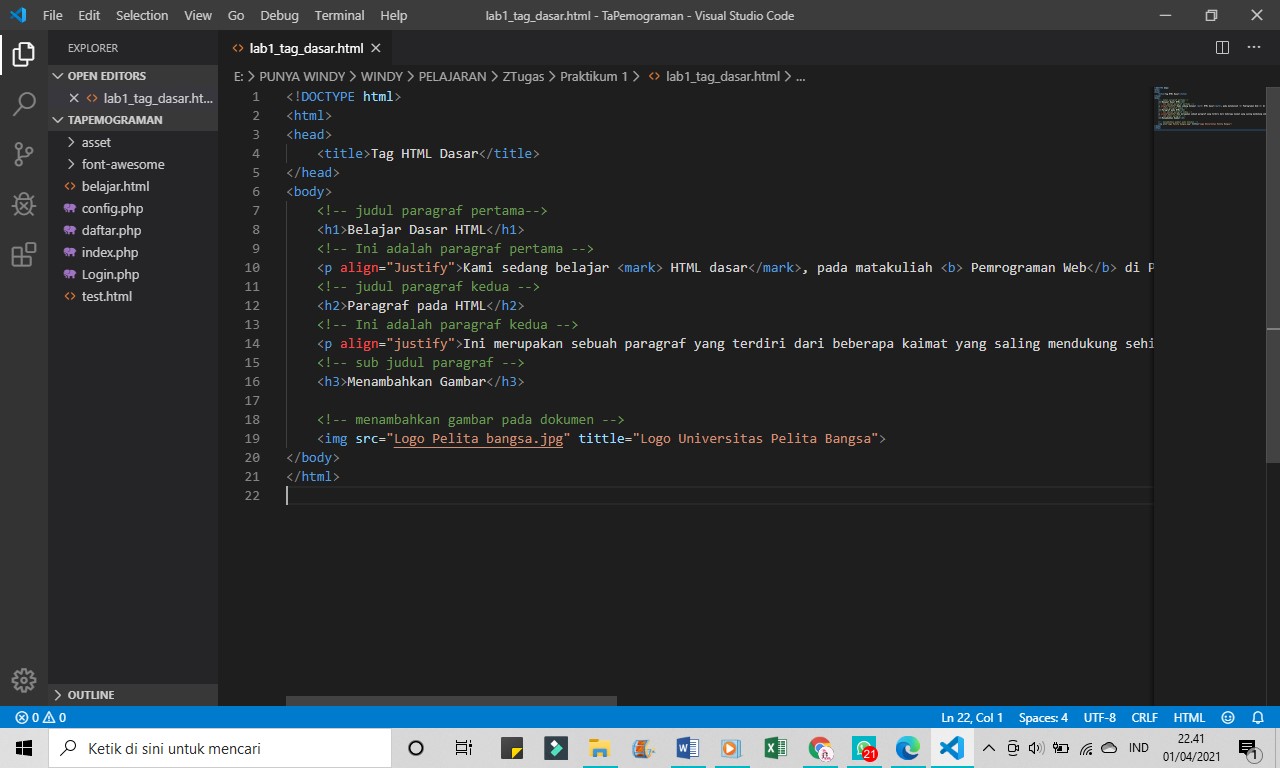 File Edit Selection View Go Debug Terminal Help lab1_tag_dasar.html - TaPemograman - Visual Studio Code
EXPLORER
OPEN EDITORS
lab1_tag_dasar.ht...
TAPEMOGRAMAN
asset
font-awesome
belajar.html
config.php
daftar.php
index.php
Login.php
test.html
OUTLINE
lab1_tag_dasar.html
E: > PUNYA WINDY > WINDY > PELAJARAN > ZTugas > Praktikum 1 > lab1_tag_dasar.html > ...
1 <!DOCTYPE html>
2 <html>
3 <head>
4 <title>Tag HTML Dasar</title>
5 </head>
6 <body>
7 <!-- judul paragraf pertama-->
8 <h1>Belajar Dasar HTML</h1>
9 <!-- Ini adalah paragraf pertama -->
10 <p align="Justify">Kami sedang belajar <mark> HTML dasar</mark>, pada matakuliah <b> Pemrograman Web</b> di P
11 <!-- judul paragraf kedua -->
12 <h2>Paragraf pada HTML</h2>
13 <!-- Ini adalah paragraf kedua -->
14 <p align="justify">Ini merupakan sebuah paragraf yang terdiri dari beberapa kaimat yang saling mendukung sehi
15 <!-- sub judul paragraf -->
16 <h3>Menambahkan Gambar</h3>
17
18 <!-- menambahkan gambar pada dokumen -->
19 <img src="Logo Pelita bangsa.jpg" tittle="Logo Universitas Pelita Bangsa">
20 </body>
21 </html>
22
0 0 Ln 22, Col 1 Spaces: 4 UTF-8 CRLF HTML
Ketik di sini untuk mencari
21
IND
22.41
01/04/2021
1